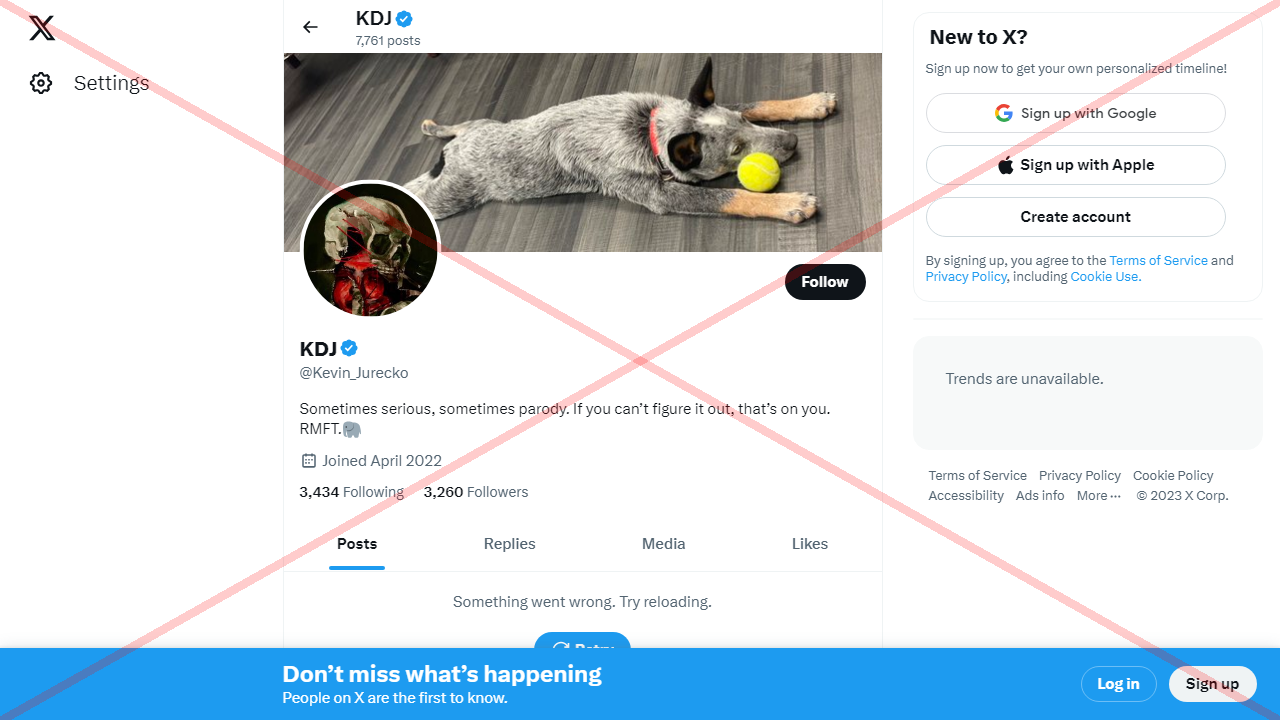 Settings
KDJ
7,761 posts
Follow
KDJ
@Kevin_Jurecko
Sometimes serious, sometimes parody. If you can’t figure it out, that’s on you.
RMFT.🐘
Joined April 2022
3,434 Following 3,260 Followers
Posts Replies Media Likes
Something went wrong. Try reloading.
Retry
New to X?
Sign up now to get your own personalized timeline!
Sign up with Google
Sign up with Apple
Create account
By signing up, you agree to the Terms of Service and
Privacy Policy, including Cookie Use.
Trends are unavailable.
Terms of Service Privacy Policy Cookie Policy
Accessibility Ads info More ··· © 2023 X Corp.
Don’t miss what’s happening
People on X are the first to know.
Log in Sign up